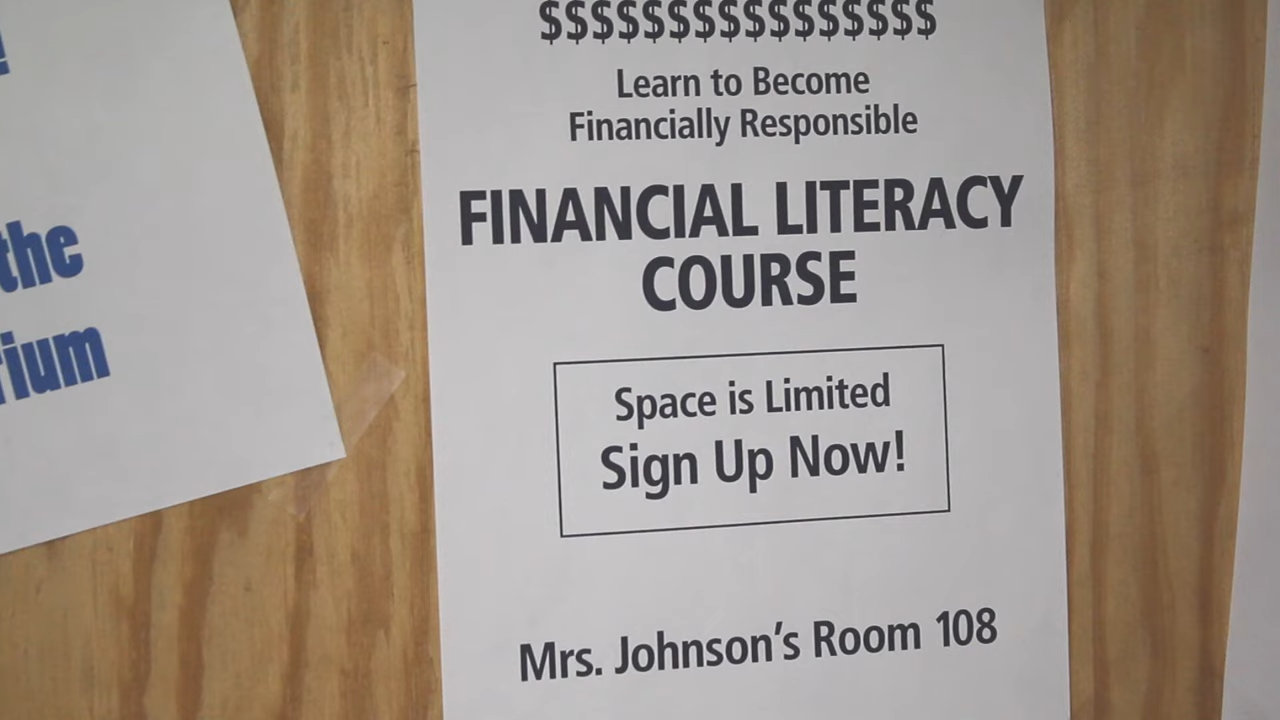 $$$$$$$$$$$$$$$
Learn to Become
Financially Responsible
FINANCIAL LITERACY
COURSE
Space is Limited
Sign Up Now!
Mrs. Johnson's Room 108
the